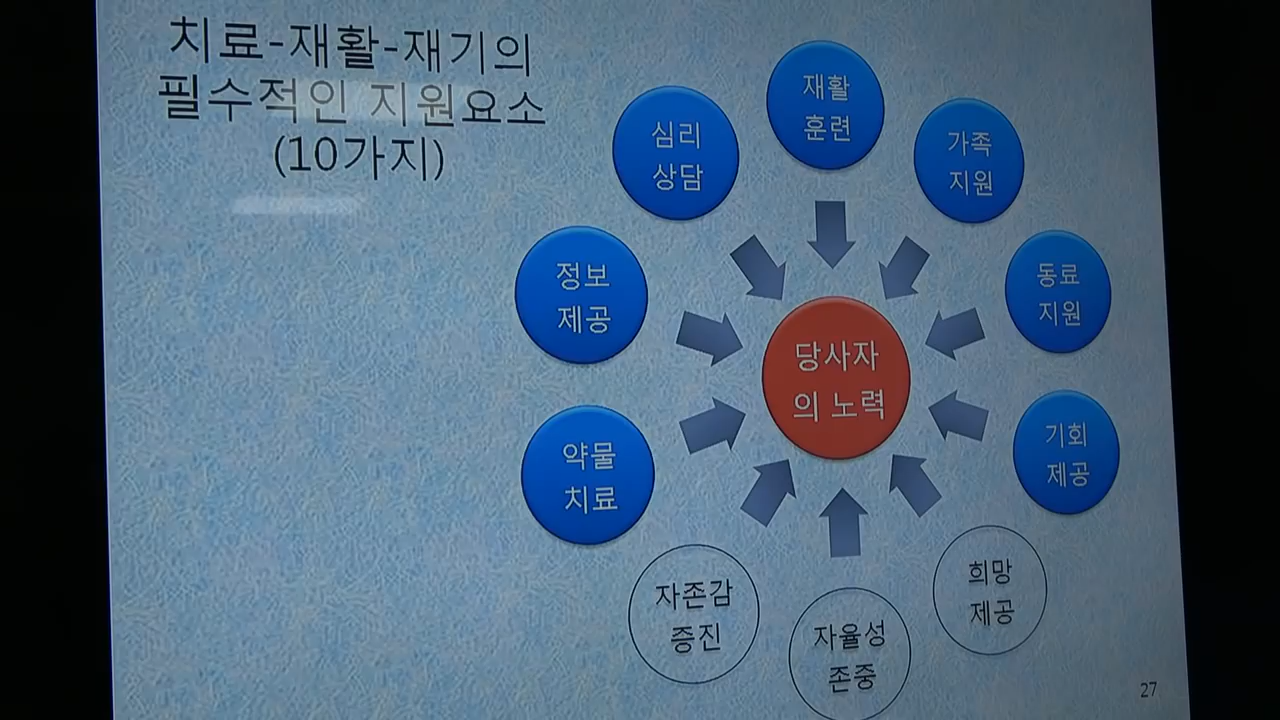 치료-재활-재기의
필수적인 지원요소
(10가지)
재활
훈련
심리
상담
가족
지원
정보
제공
동료
지원
당사자
의 노력
약물
치료
기회
제공
자존감
증진
자율성
존중
희망
제공
27